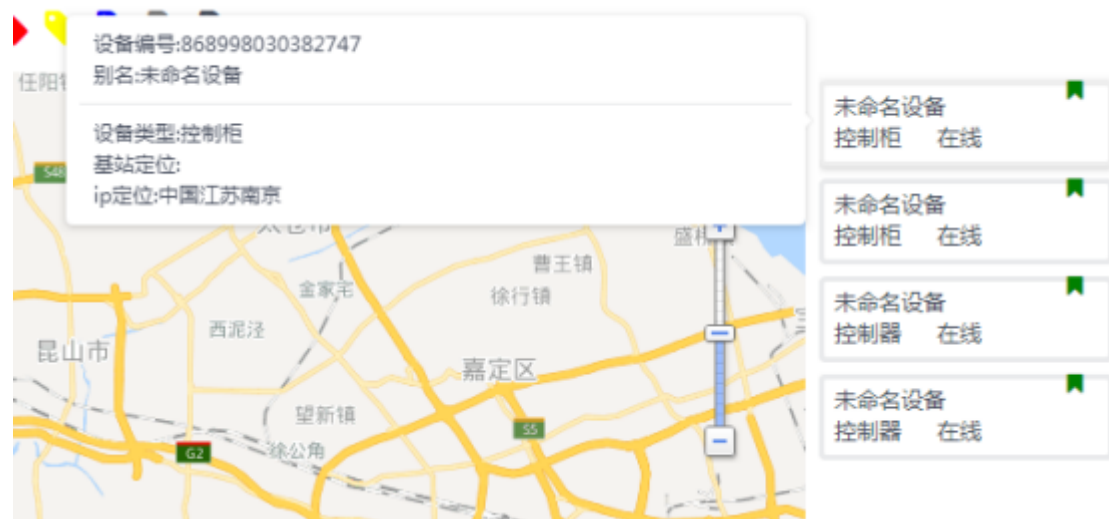 设备编号:868998030382747
别名:未命名设备
设备类型:控制柜
基站定位:
ip定位:中国江苏南京
未命名设备
控制柜 在线
未命名设备
控制柜 在线
未命名设备
控制器 在线
未命名设备
控制器 在线
任阳
S48
盛
曹王镇
金家宅
徐行镇
西泥泾
昆山市
嘉定区
望新镇
S5
G2
徐公角